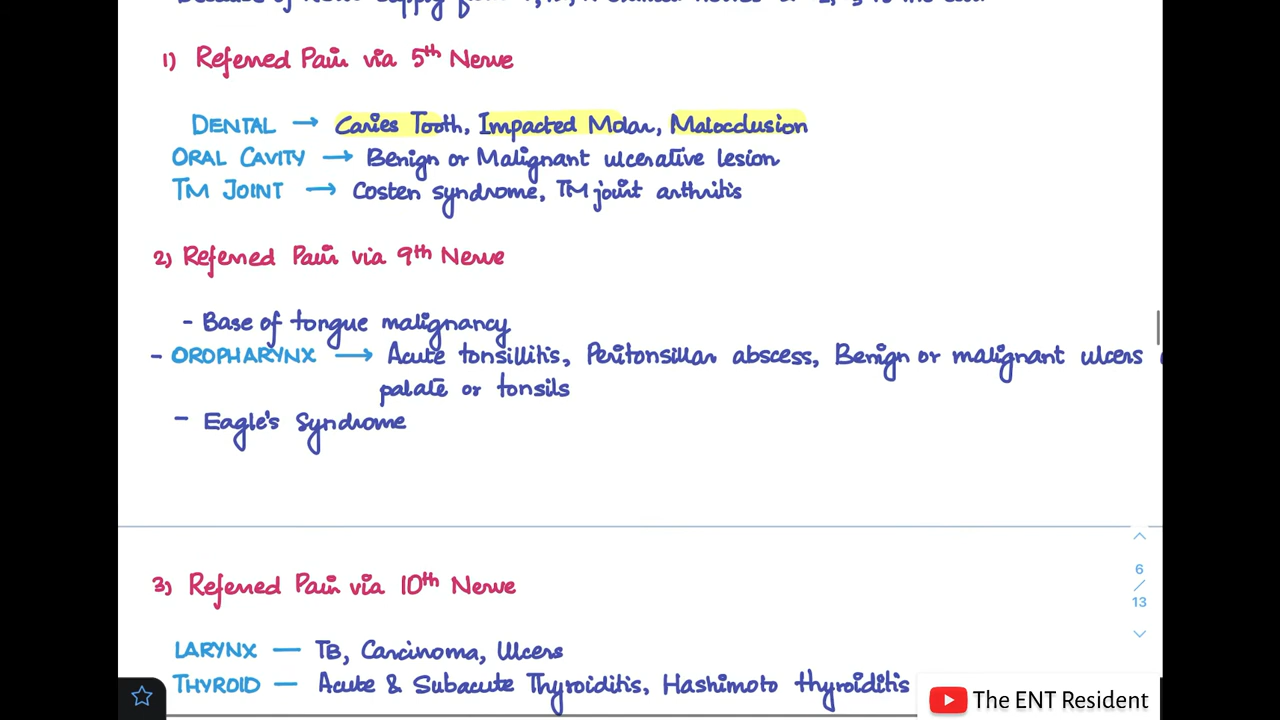 1) Referred Pain via 5th Nerve
DENTAL → Caries Tooth, Impacted Molar, Malocclusion
ORAL CAVITY → Benign or Malignant ulcerative lesion
TM JOINT → Costen syndrome, TM joint arthritis
2) Referred Pain via 9th Nerve
- Base of tongue malignancy
- OROPHARYNX → Acute tonsillitis, Peritonsillar abscess, Benign or malignant ulcers
palate or tonsils
- Eagle's Syndrome
6
/
13
3) Referred Pain via 10th Nerve
LARYNX — TB, Carcinoma, Ulcers
THYROID — Acute & Subacute Thyroiditis, Hashimoto thyroiditis
The ENT Resident